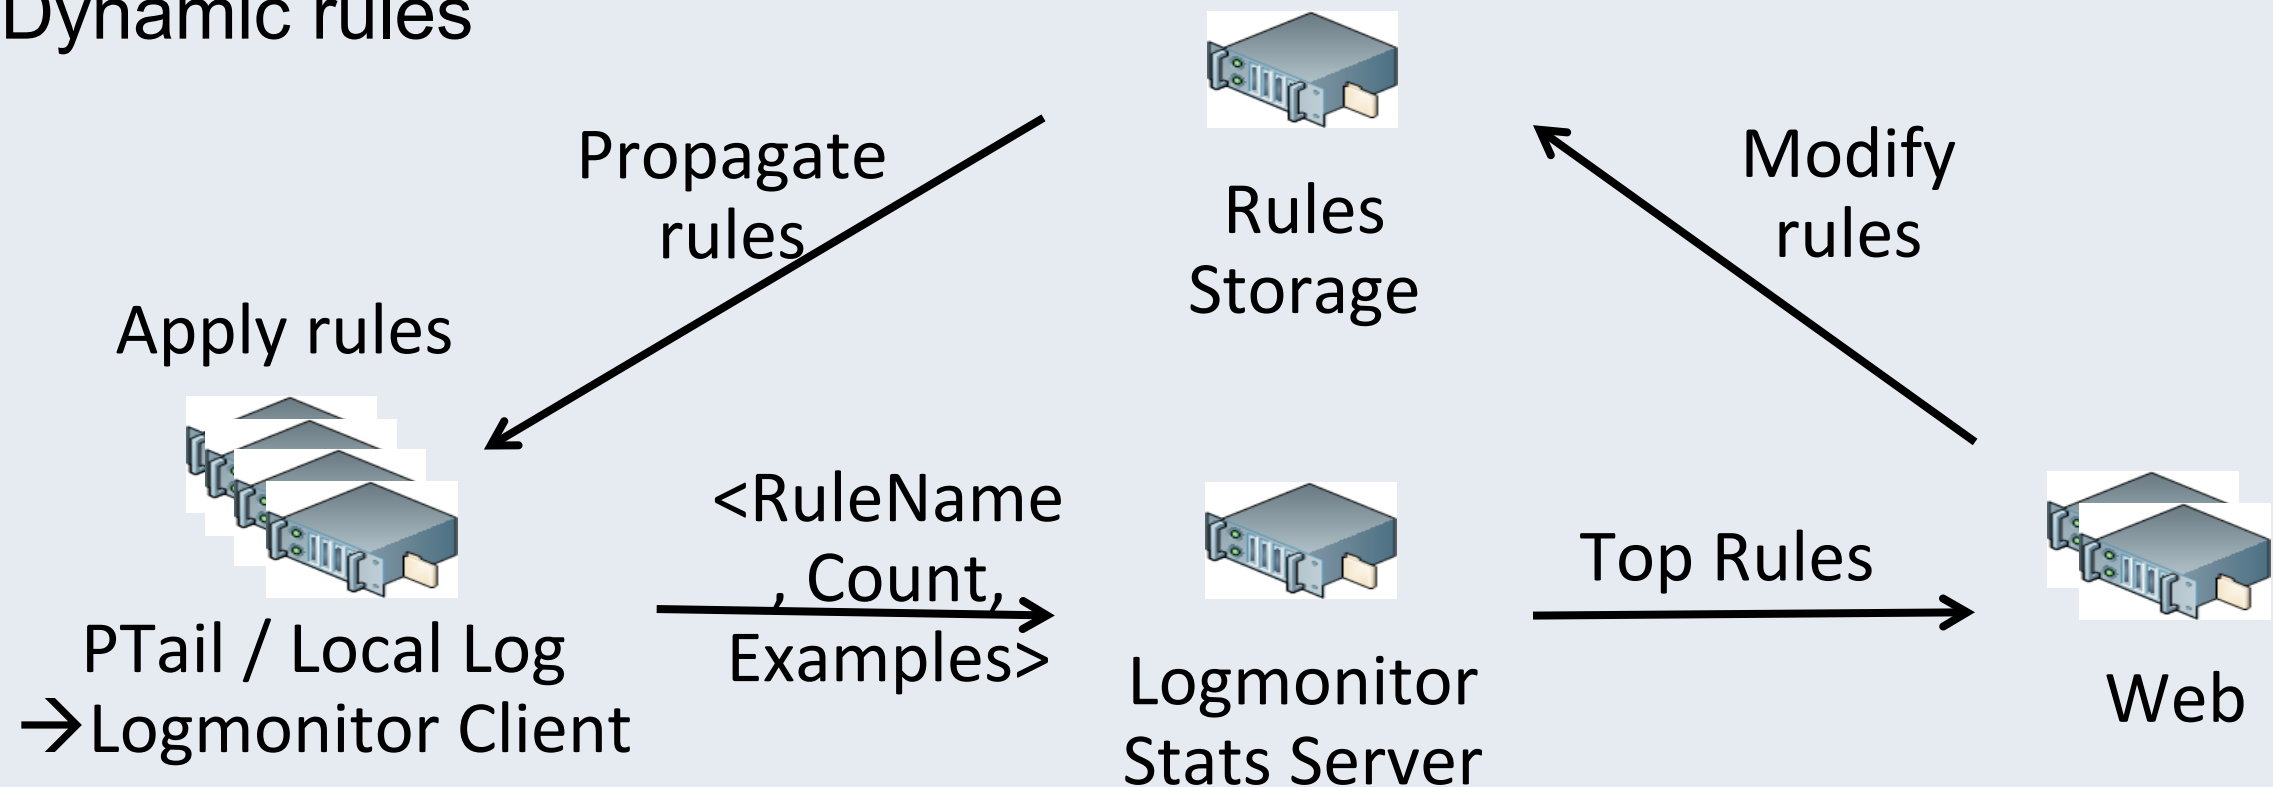 Dynamic rules
Propagate
rules
Modify
rules
Rules
Storage
Apply rules
<RuleName
, Count,
Examples>
Top Rules
PTail / Local Log
→Logmonitor Client
Logmonitor
Stats Server
Web